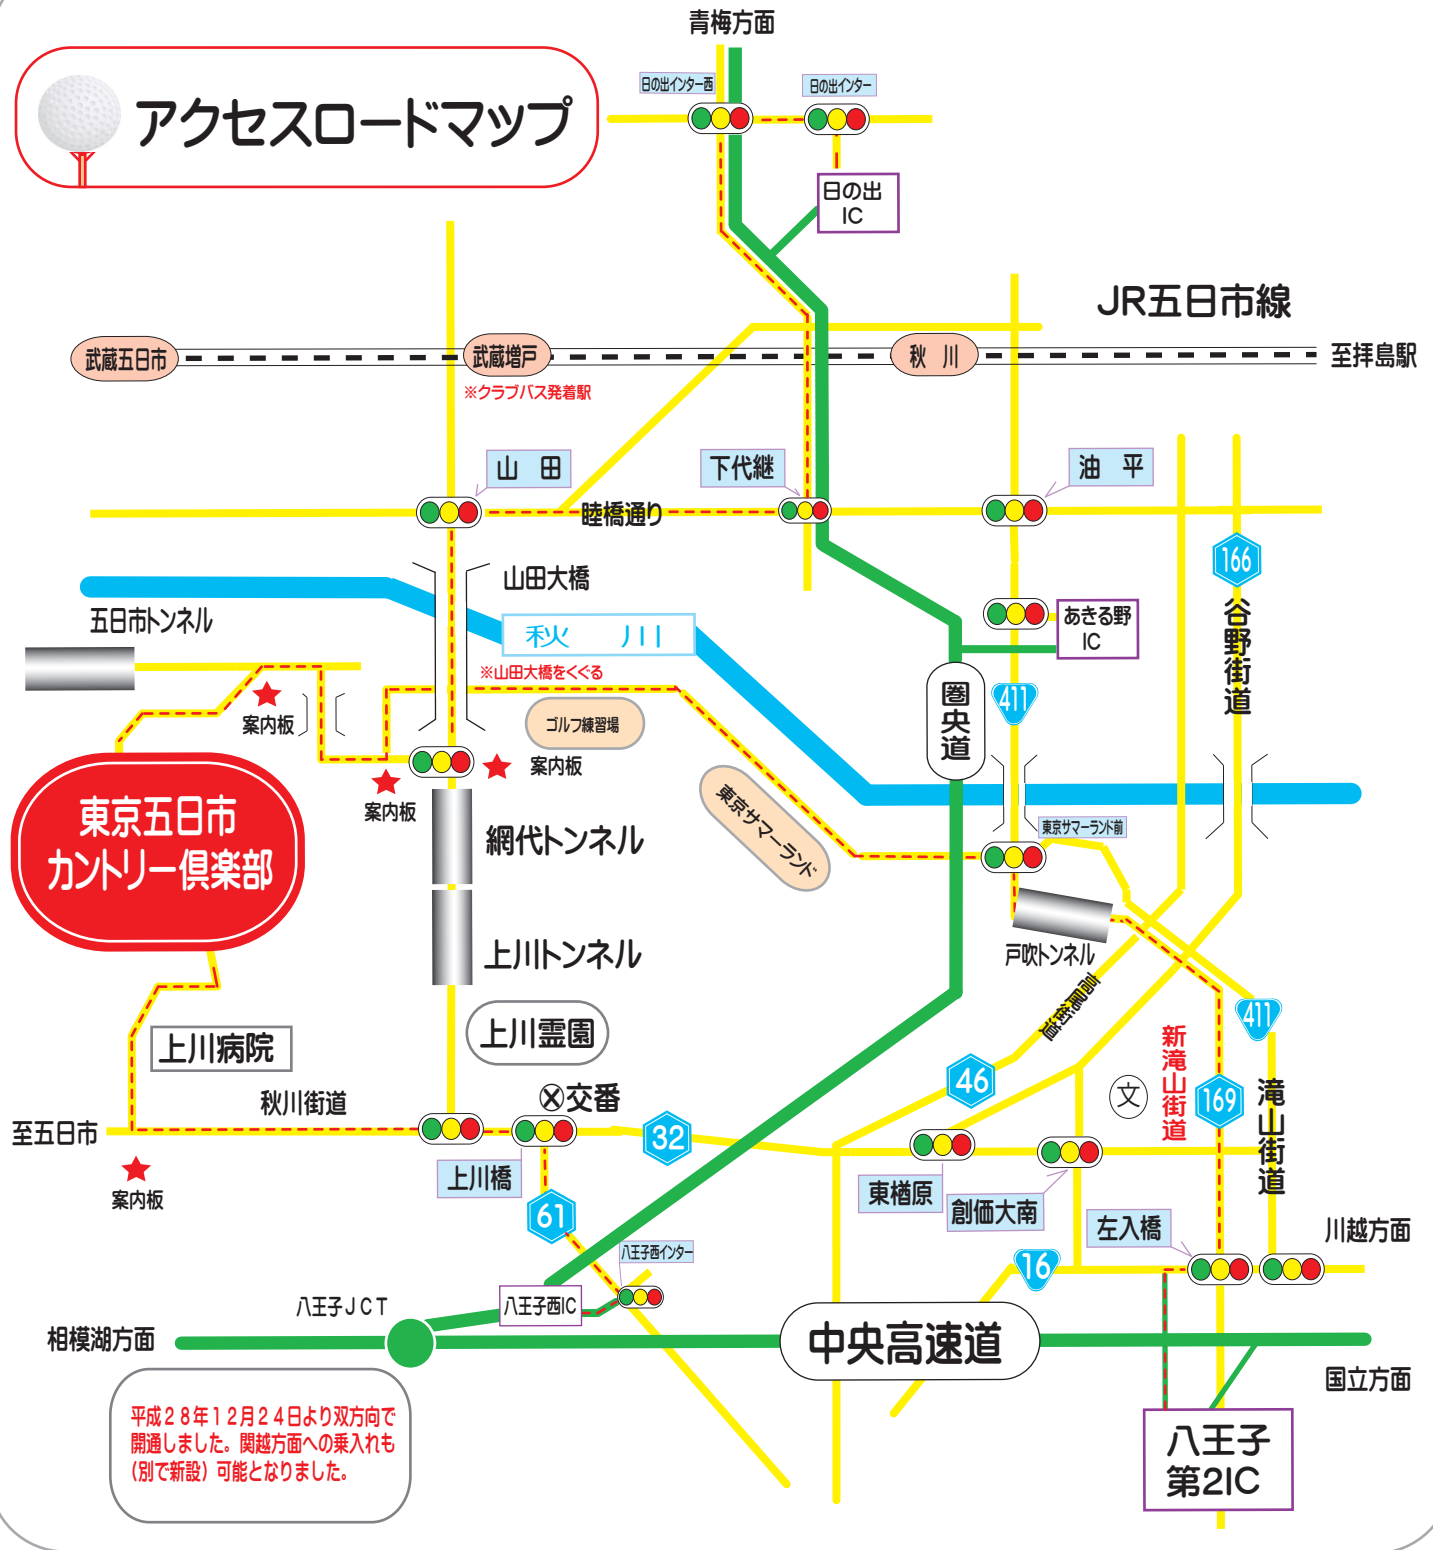 青梅方面
アクセスロードマップ
日の出インター西
日の出インター
日の出
IC
JR五日市線
武蔵五日市
武蔵増戸
秋 川
至拝島駅
※クラブバス発着駅
山 田
下代継
油 平
睦橋通り
166
山田大橋
五日市トンネル
秋 川
あきる野
IC
谷野街道
※山田大橋をくぐる
圏央道
411
案内板
ゴルフ練習場
案内板
案内板
東京サマーランド
東京サマーランド前
東京五日市
カントリー倶楽部
網代トンネル
上川トンネル
戸吹トンネル
高尾街道
411
上川病院
上川霊園
新滝山街道
46
文
169
滝山街道
秋川街道
交番
至五日市
32
案内板
上川橋
東楢原
創価大南
左入橋
61
川越方面
八王子西インター
16
八王子JCT
八王子西IC
相模湖方面
中央高速道
国立方面
平成28年12月24日より双方向で
開通しました。関越方面への乗入れも
(別で新設) 可能となりました。
八王子
第2IC